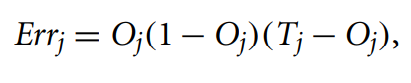 Errⱼ = Oⱼ(1 − Oⱼ)(Tⱼ − Oⱼ),